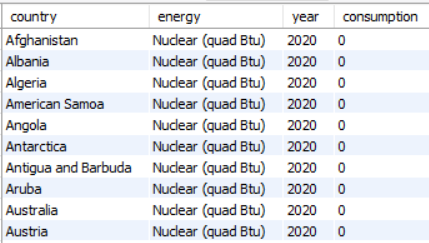 country energy year consumption
Afghanistan Nuclear (quad Btu) 2020 0
Albania Nuclear (quad Btu) 2020 0
Algeria Nuclear (quad Btu) 2020 0
American Samoa Nuclear (quad Btu) 2020 0
Angola Nuclear (quad Btu) 2020 0
Antarctica Nuclear (quad Btu) 2020 0
Antigua and Barbuda Nuclear (quad Btu) 2020 0
Aruba Nuclear (quad Btu) 2020 0
Australia Nuclear (quad Btu) 2020 0
Austria Nuclear (quad Btu) 2020 0